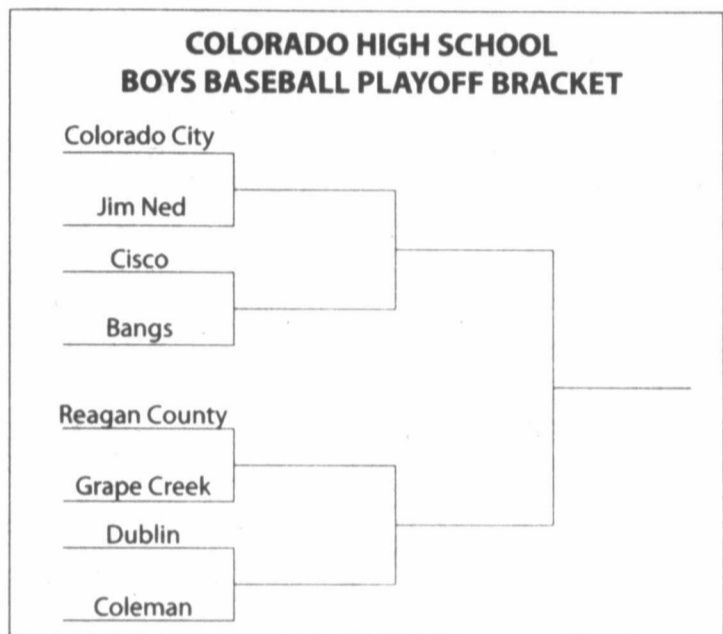 COLORADO HIGH SCHOOL
BOYS BASEBALL PLAYOFF BRACKET
Colorado City
Jim Ned
Cisco
Bangs
Reagan County
Grape Creek
Dublin
Coleman